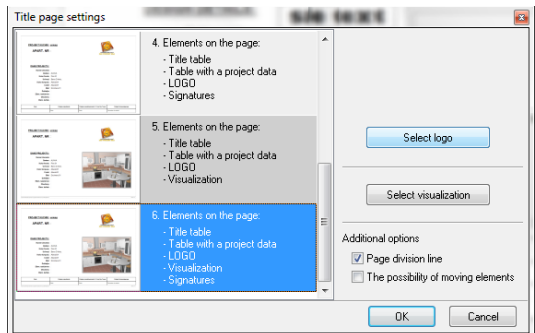 Title page settings
4. Elements on the page:
- Title table
- Table with a project data
- LOGO
- Signatures
5. Elements on the page:
- Title table
- Table with a project data
- LOGO
- Visualization
6. Elements on the page:
- Title table
- Table with a project data
- LOGO
- Visualization
- Signatures
Select logo
Select visualization
Additional options
Page division line
The possibility of moving elements
OK
Cancel